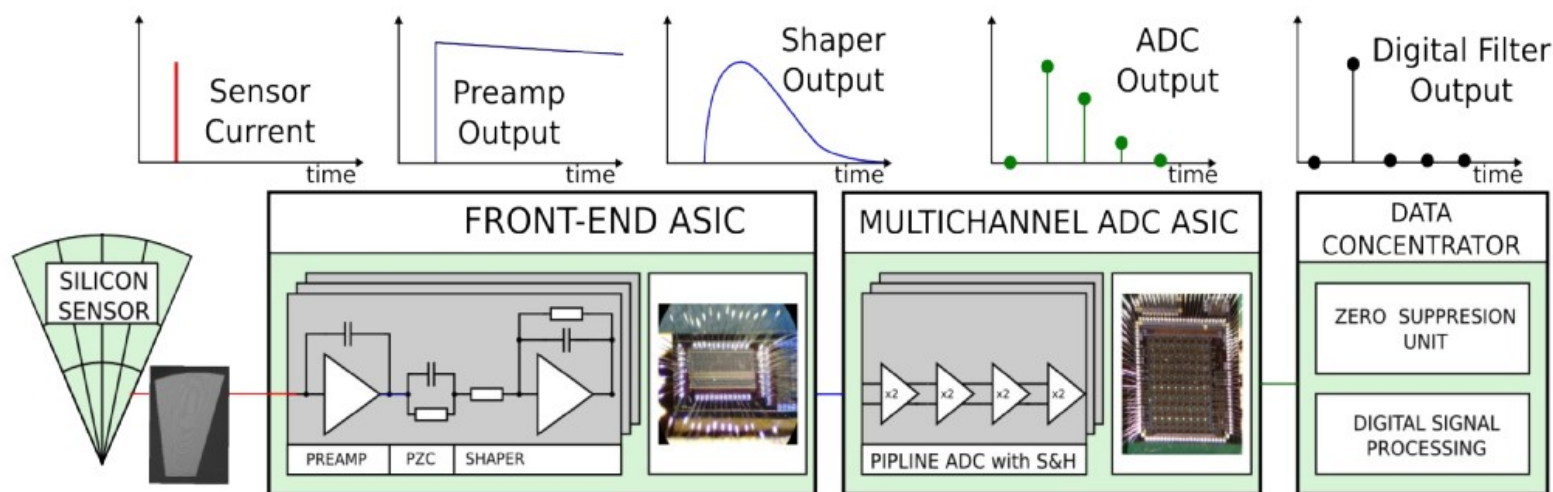 Sensor
Current
time
Preamp
Output
time
Shaper
Output
time
ADC
Output
time
Digital Filter
Output
time
SILICON
SENSOR
FRONT-END ASIC
PREAMP
PZC
SHAPER
MULTICHANNEL ADC ASIC
x2
x2
x2
x2
PIPLINE ADC with S&H
DATA
CONCENTRATOR
ZERO SUPPRESION
UNIT
DIGITAL SIGNAL
PROCESSING